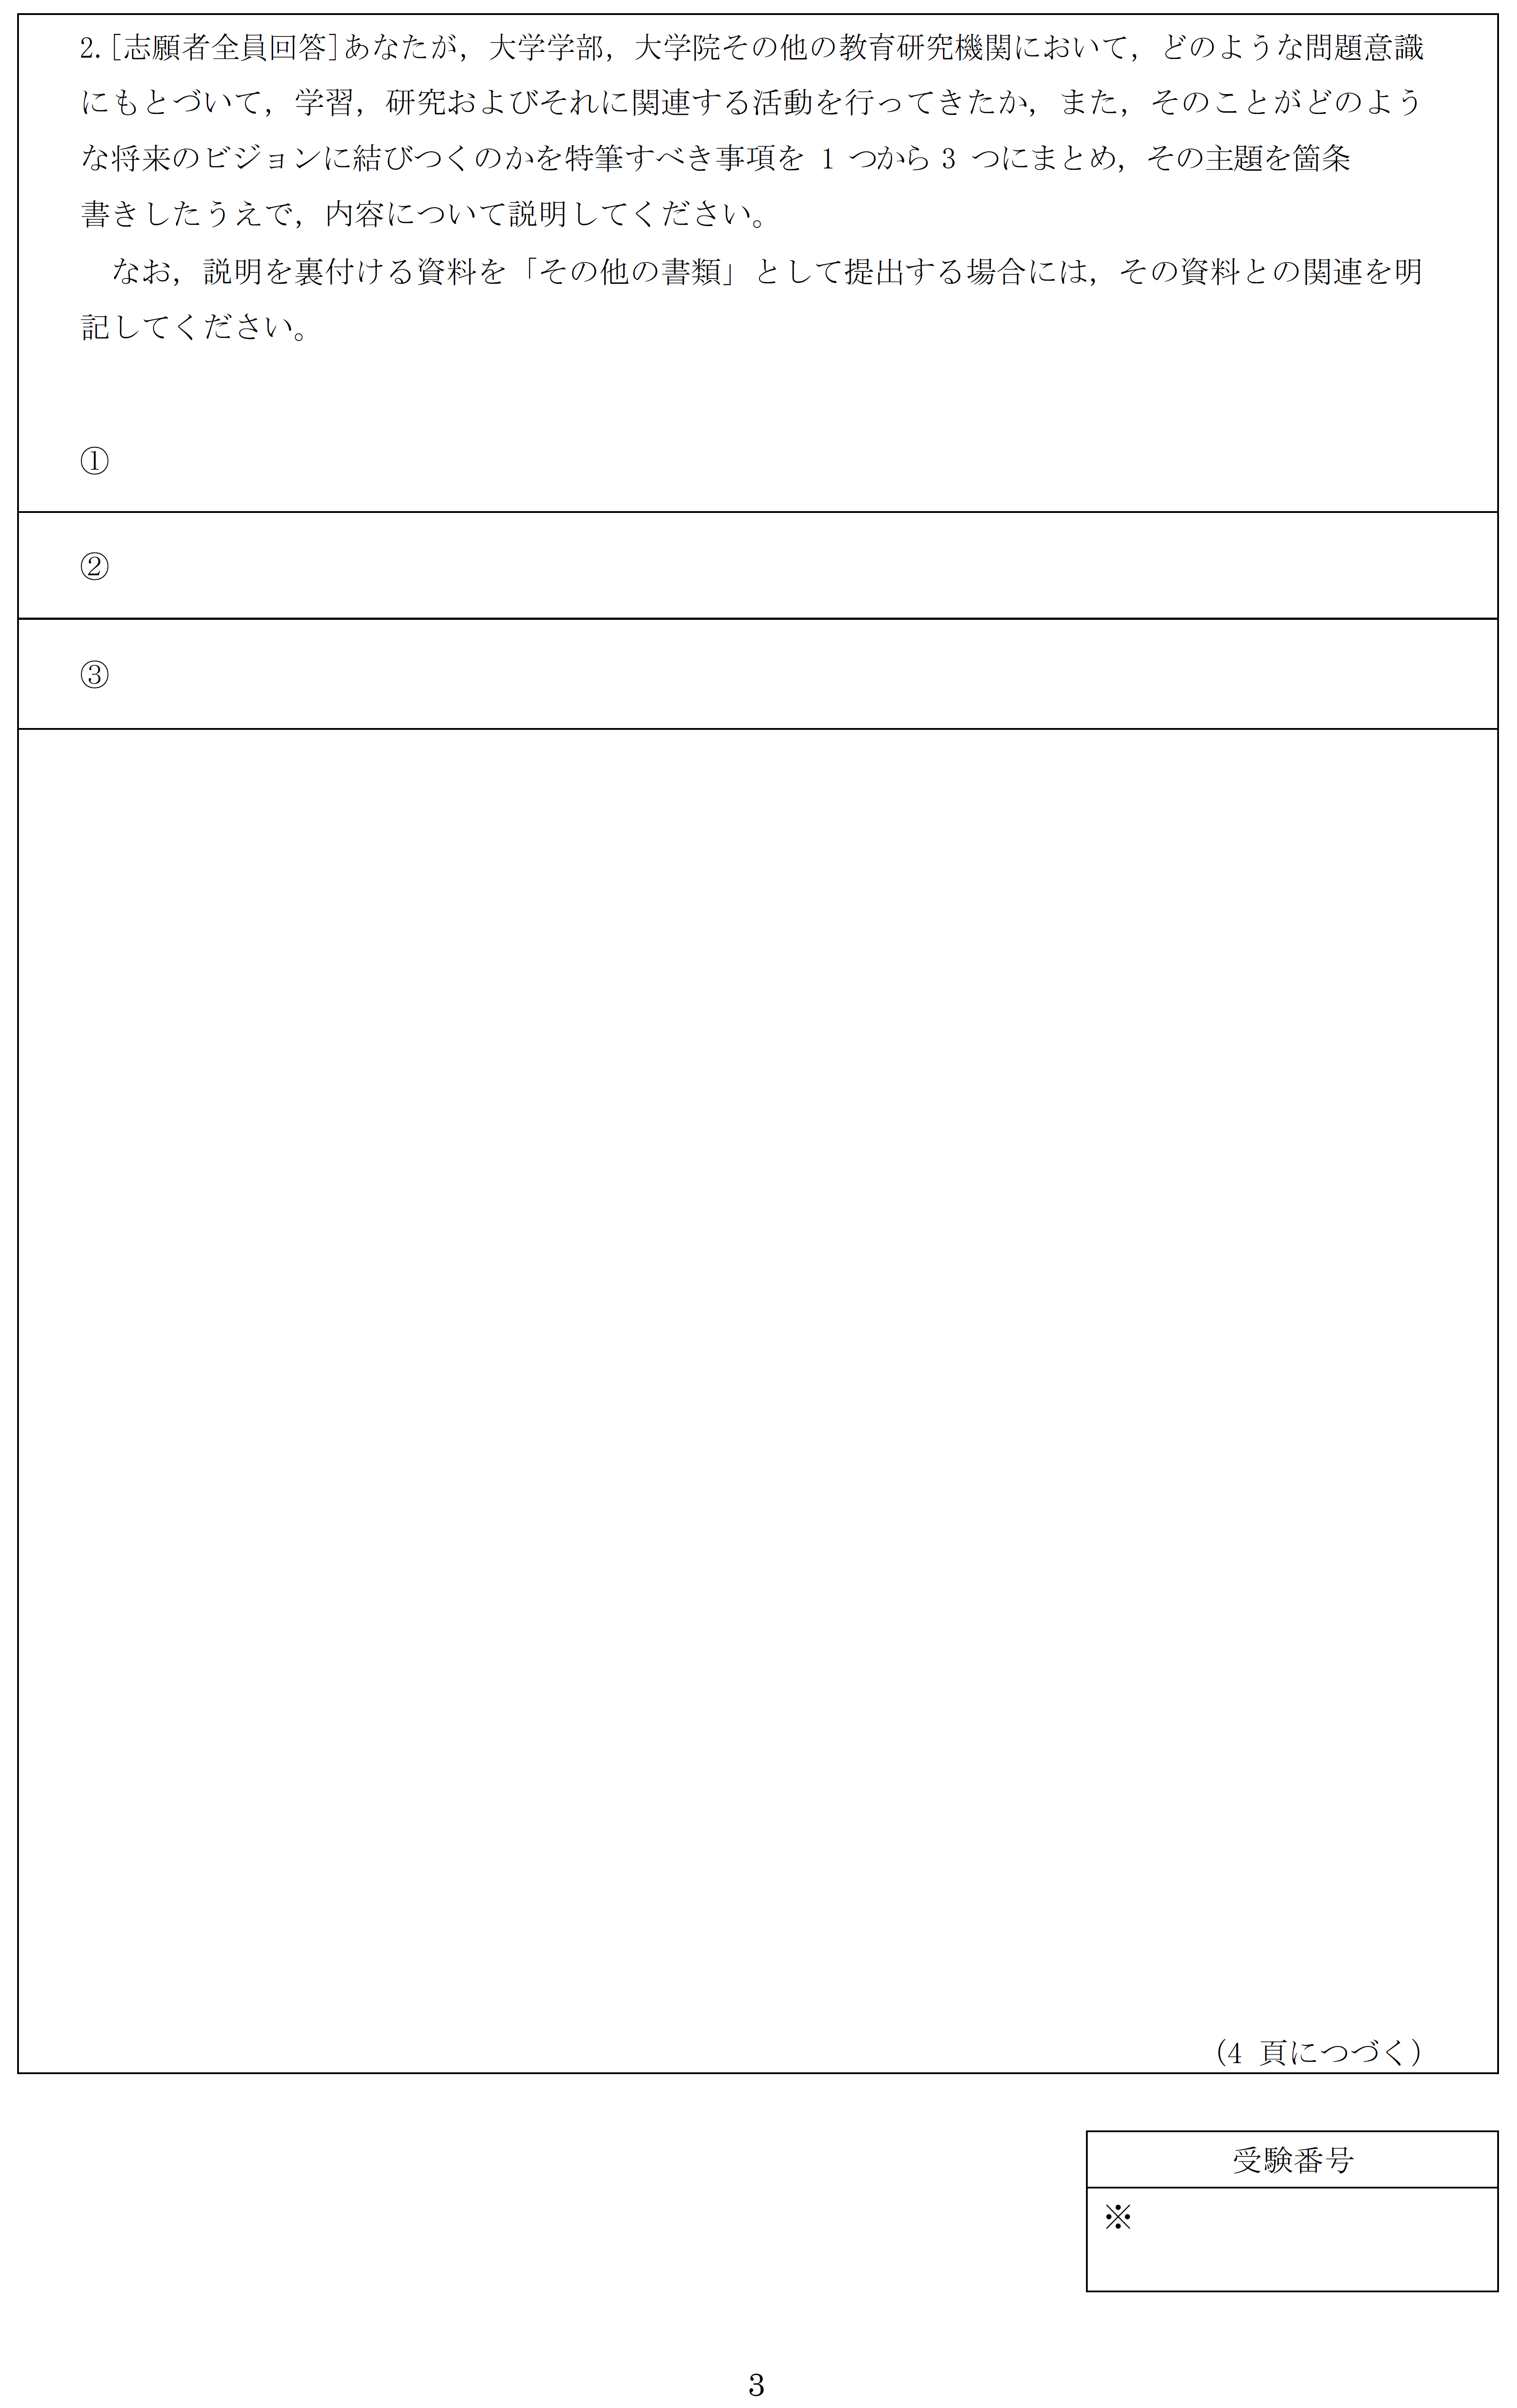 2.［志願者全員回答］あなたが，大学学部，大学院その他の教育研究機関において，どのような問題意識
にもとづいて，学習，研究およびそれに関連する活動を行ってきたか，また，そのことがどのよう
な将来のビジョンに結びつくのかを特筆すべき事項を 1 つから 3 つにまとめ，その主題を箇条
書きしたうえで，内容について説明してください。
なお，説明を裏付ける資料を「その他の書類」として提出する場合には，その資料との関連を明
記してください。
①
②
③
（4 頁につづく）
受験番号
※
3